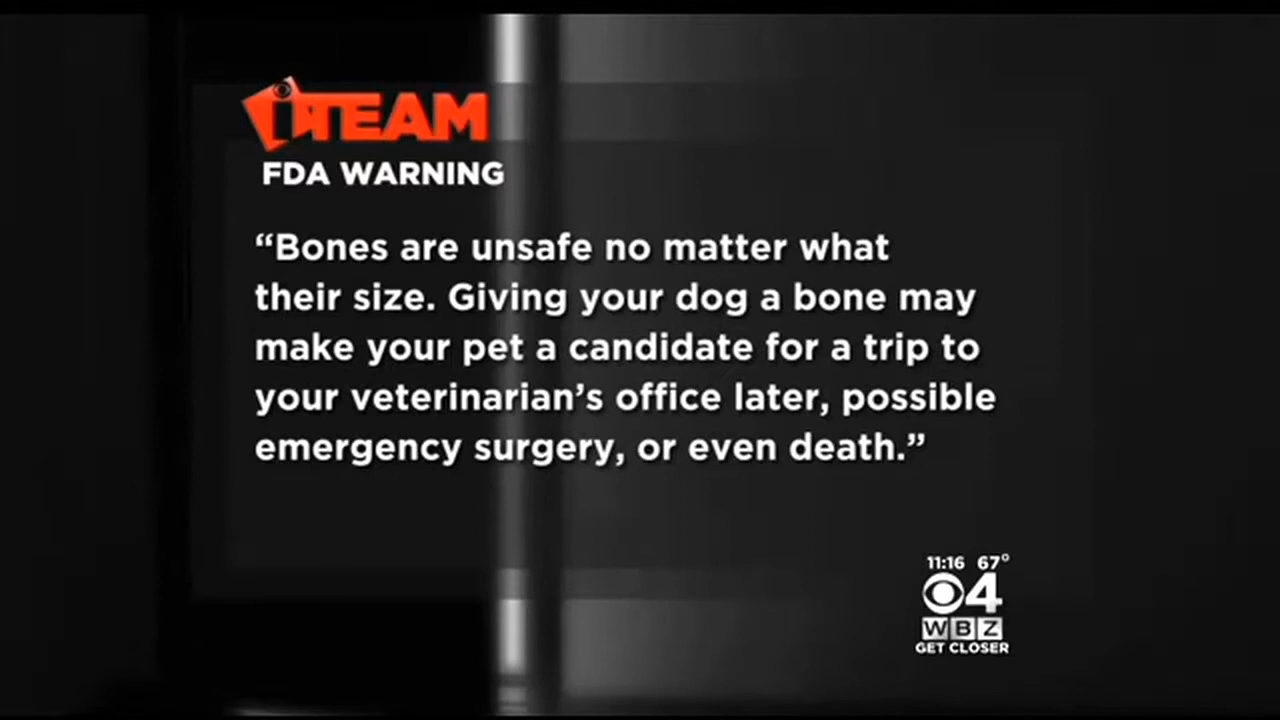 iTEAM
FDA WARNING
“Bones are unsafe no matter what
their size. Giving your dog a bone may
make your pet a candidate for a trip to
your veterinarian’s office later, possible
emergency surgery, or even death.”
11:16 67°
4
WBZ
GET CLOSER